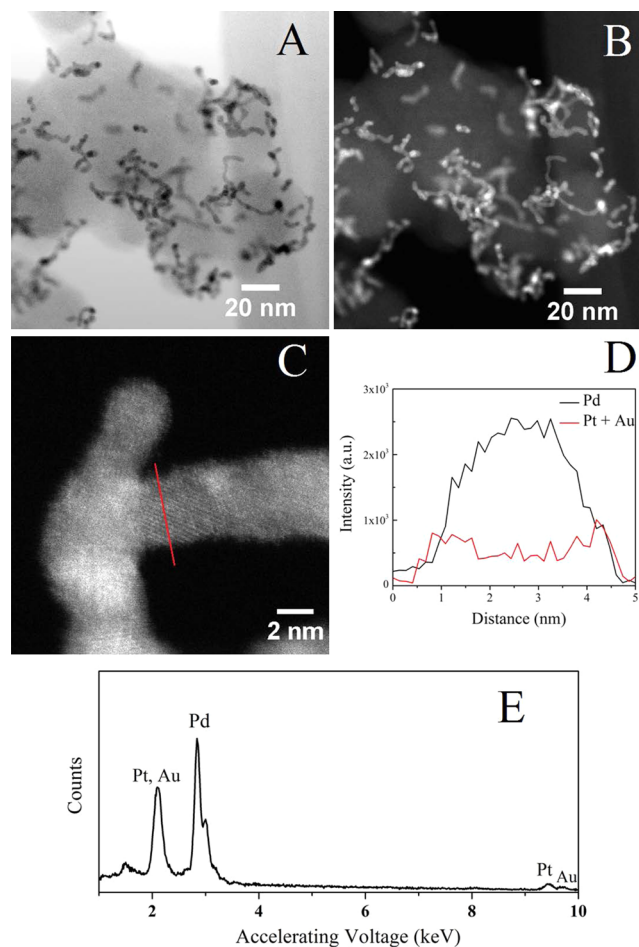 A
20 nm
B
20 nm
C
2 nm
D
Pd
Pt + Au
3x10³
2x10³
1x10³
0
0 1 2 3 4 5
Intensity (a.u.)
Distance (nm)
E
Pd
Pt, Au
Pt
Au
Counts
2 4 6 8 10
Accelerating Voltage (keV)